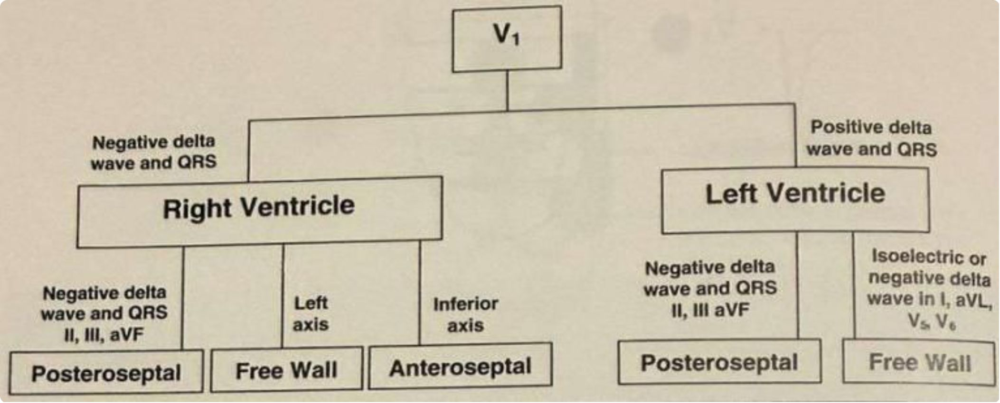 V₁
Negative delta
wave and QRS
Positive delta
wave and QRS
Right Ventricle
Left Ventricle
Negative delta
wave and QRS
II, III, aVF
Left
axis
Inferior
axis
Negative delta
wave and QRS
II, III aVF
Isoelectric or
negative delta
wave in I, aVL,
V₅, V₆
Posteroseptal
Free Wall
Anteroseptal
Posteroseptal
Free Wall